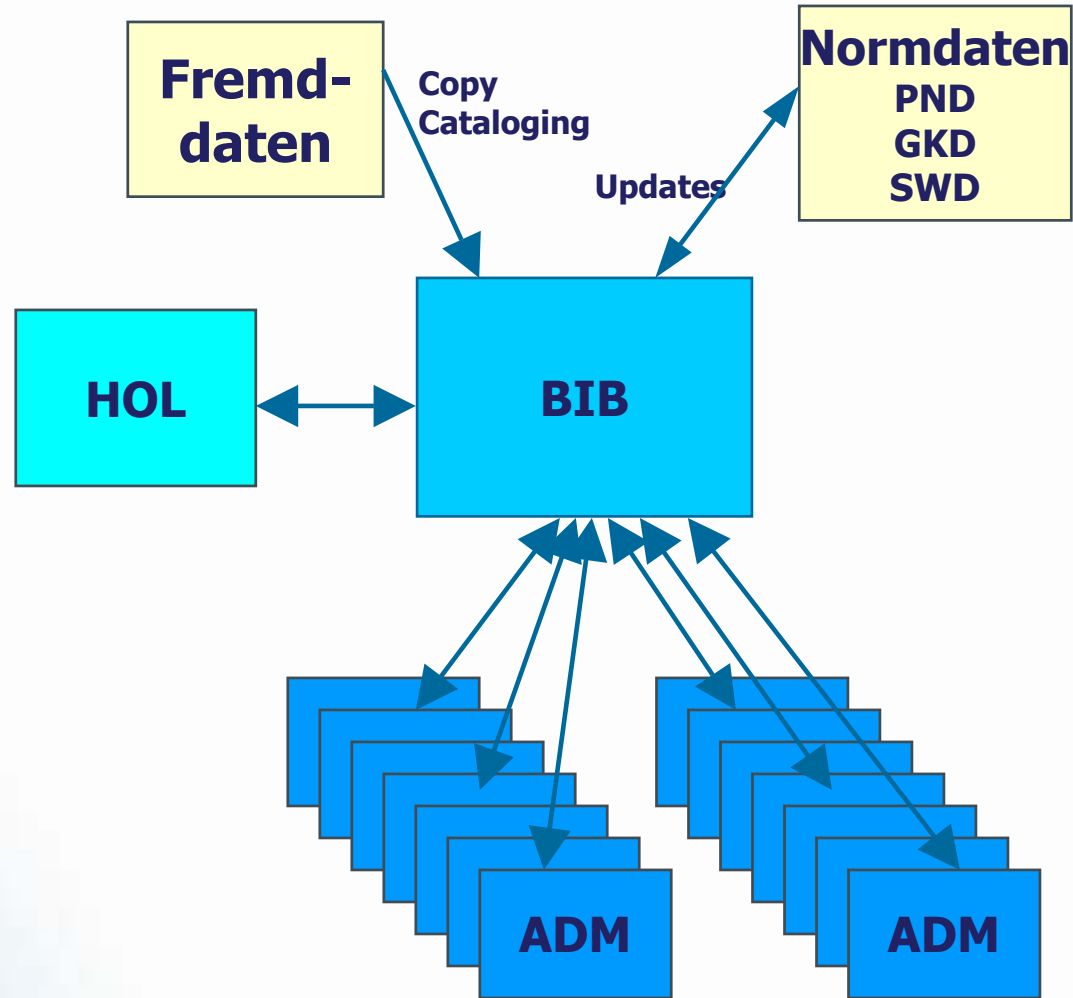 Fremd-
daten
Copy
Cataloging
Normdaten
PND
GKD
SWD
Updates
HOL
BIB
ADM
ADM